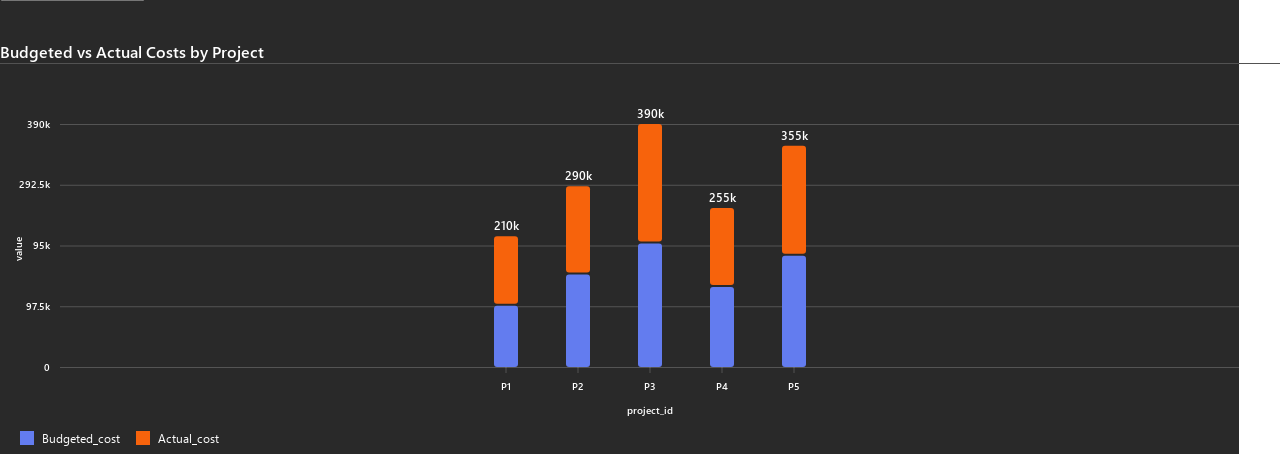 Budgeted vs Actual Costs by Project
390k
390k
355k
292.5k
290k
255k
210k
95k
value
97.5k
0
P1 P2 P3 P4 P5
project_id
Budgeted_cost Actual_cost